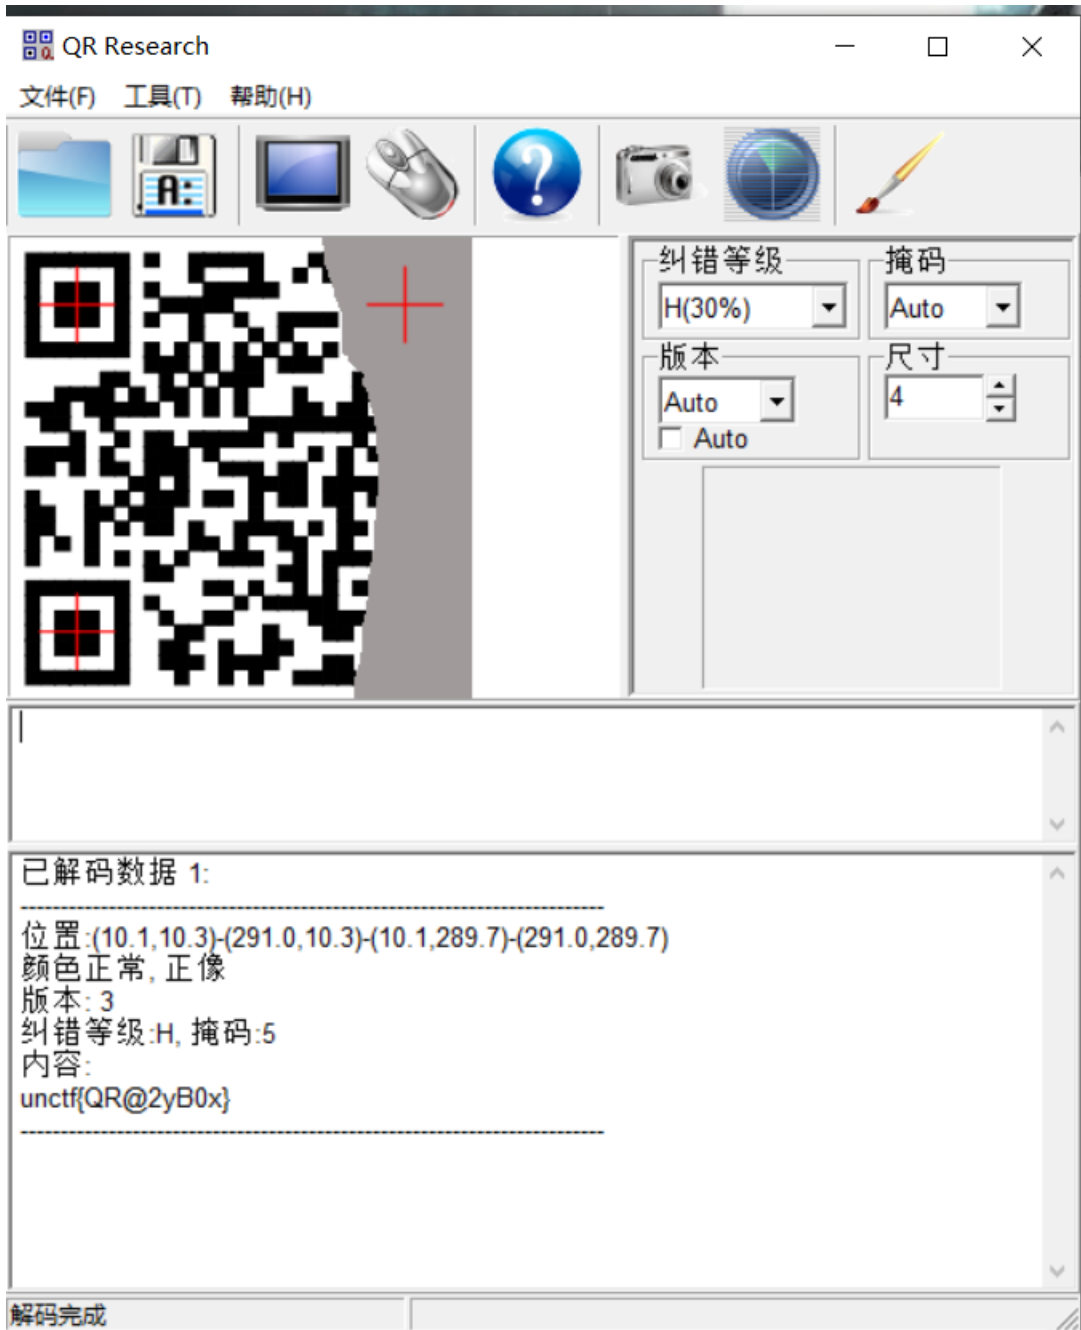 QR Research
文件(F) 工具(T) 帮助(H)
A:
纠错等级 掩码
H(30%) Auto
版本 尺寸
Auto 4
Auto
已解码数据 1:
位置:(10.1,10.3)-(291.0,10.3)-(10.1,289.7)-(291.0,289.7)
颜色正常, 正像
版本: 3
纠错等级:H, 掩码:5
内容:
unctf{QR@2yB0x}
解码完成